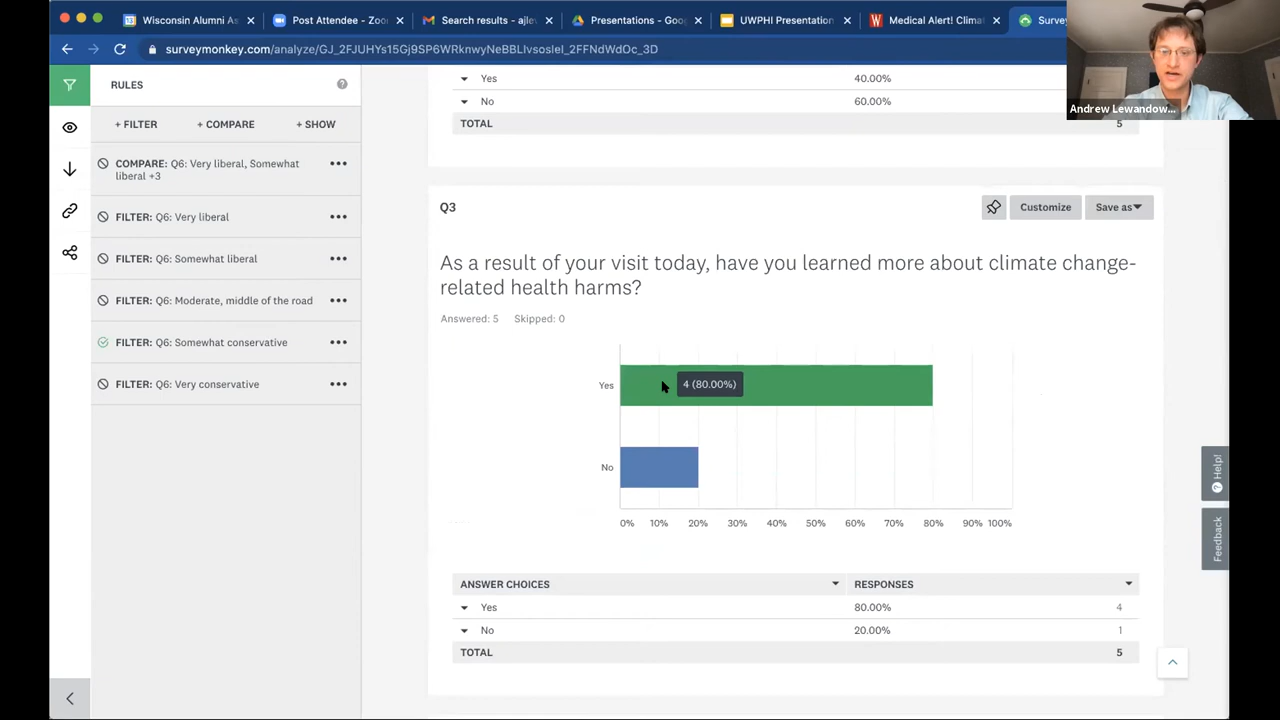 Wisconsin Alumni As
Post Attendee - Zoo
Search results - ajlev
Presentations - Goo
UWPHI Presentation
Medical Alert! Clima
Surve
surveymonkey.com/analyze/GJ_2FJUHYs15Gj9SP6WRknwyNeBBLIvsosIel_2FFNdWdOc_3D
Andrew Lewandow...
RULES
+ FILTER
+ COMPARE
+ SHOW
COMPARE: Q6: Very liberal, Somewhat
liberal +3
FILTER: Q6: Very liberal
FILTER: Q6: Somewhat liberal
FILTER: Q6: Moderate, middle of the road
FILTER: Q6: Somewhat conservative
FILTER: Q6: Very conservative
Yes 40.00%
No 60.00%
TOTAL 5
Q3
Customize
Save as
As a result of your visit today, have you learned more about climate change-
related health harms?
Answered: 5 Skipped: 0
Yes
4 (80.00%)
No
0% 10% 20% 30% 40% 50% 60% 70% 80% 90% 100%
ANSWER CHOICES RESPONSES
Yes 80.00% 4
No 20.00% 1
TOTAL 5
Help!
Feedback